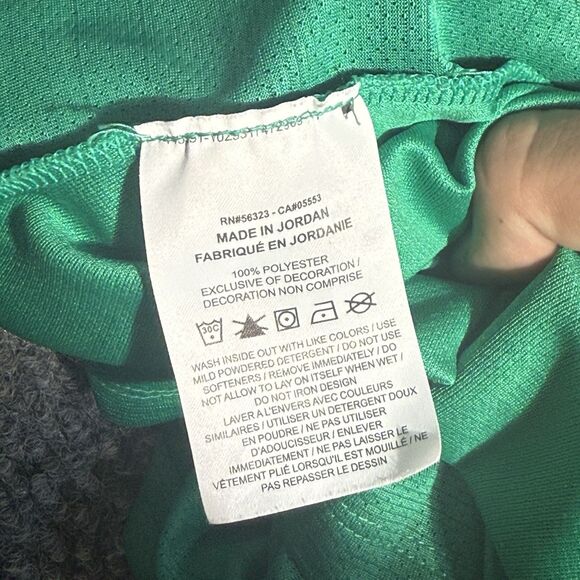 RN#56323 - CA#05553
MADE IN JORDAN
FABRIQUÉ EN JORDANIE
100% POLYESTER
EXCLUSIVE OF DECORATION /
DECORATION NON COMPRISE
30C
WASH INSIDE OUT WITH LIKE COLORS / USE
MILD POWDERED DETERGENT / DO NOT USE
SOFTENERS / REMOVE IMMEDIATELY / DO
NOT ALLOW TO LAY ON ITSELF WHEN WET /
DO NOT IRON DESIGN
LAVER A L'ENVERS AVEC COULEURS
SIMILAIRES / UTILISER UN DETERGENT DOUX
EN POUDRE / NE PAS UTILISER
D'ADOUCISSEUR / ENLEVER
IMMEDIATEMENT / NE PAS LAISSER LE
VÊTEMENT PLIÉ LORSQU'IL EST MOUILLÉ / NE
PAS REPASSER LE DESSIN